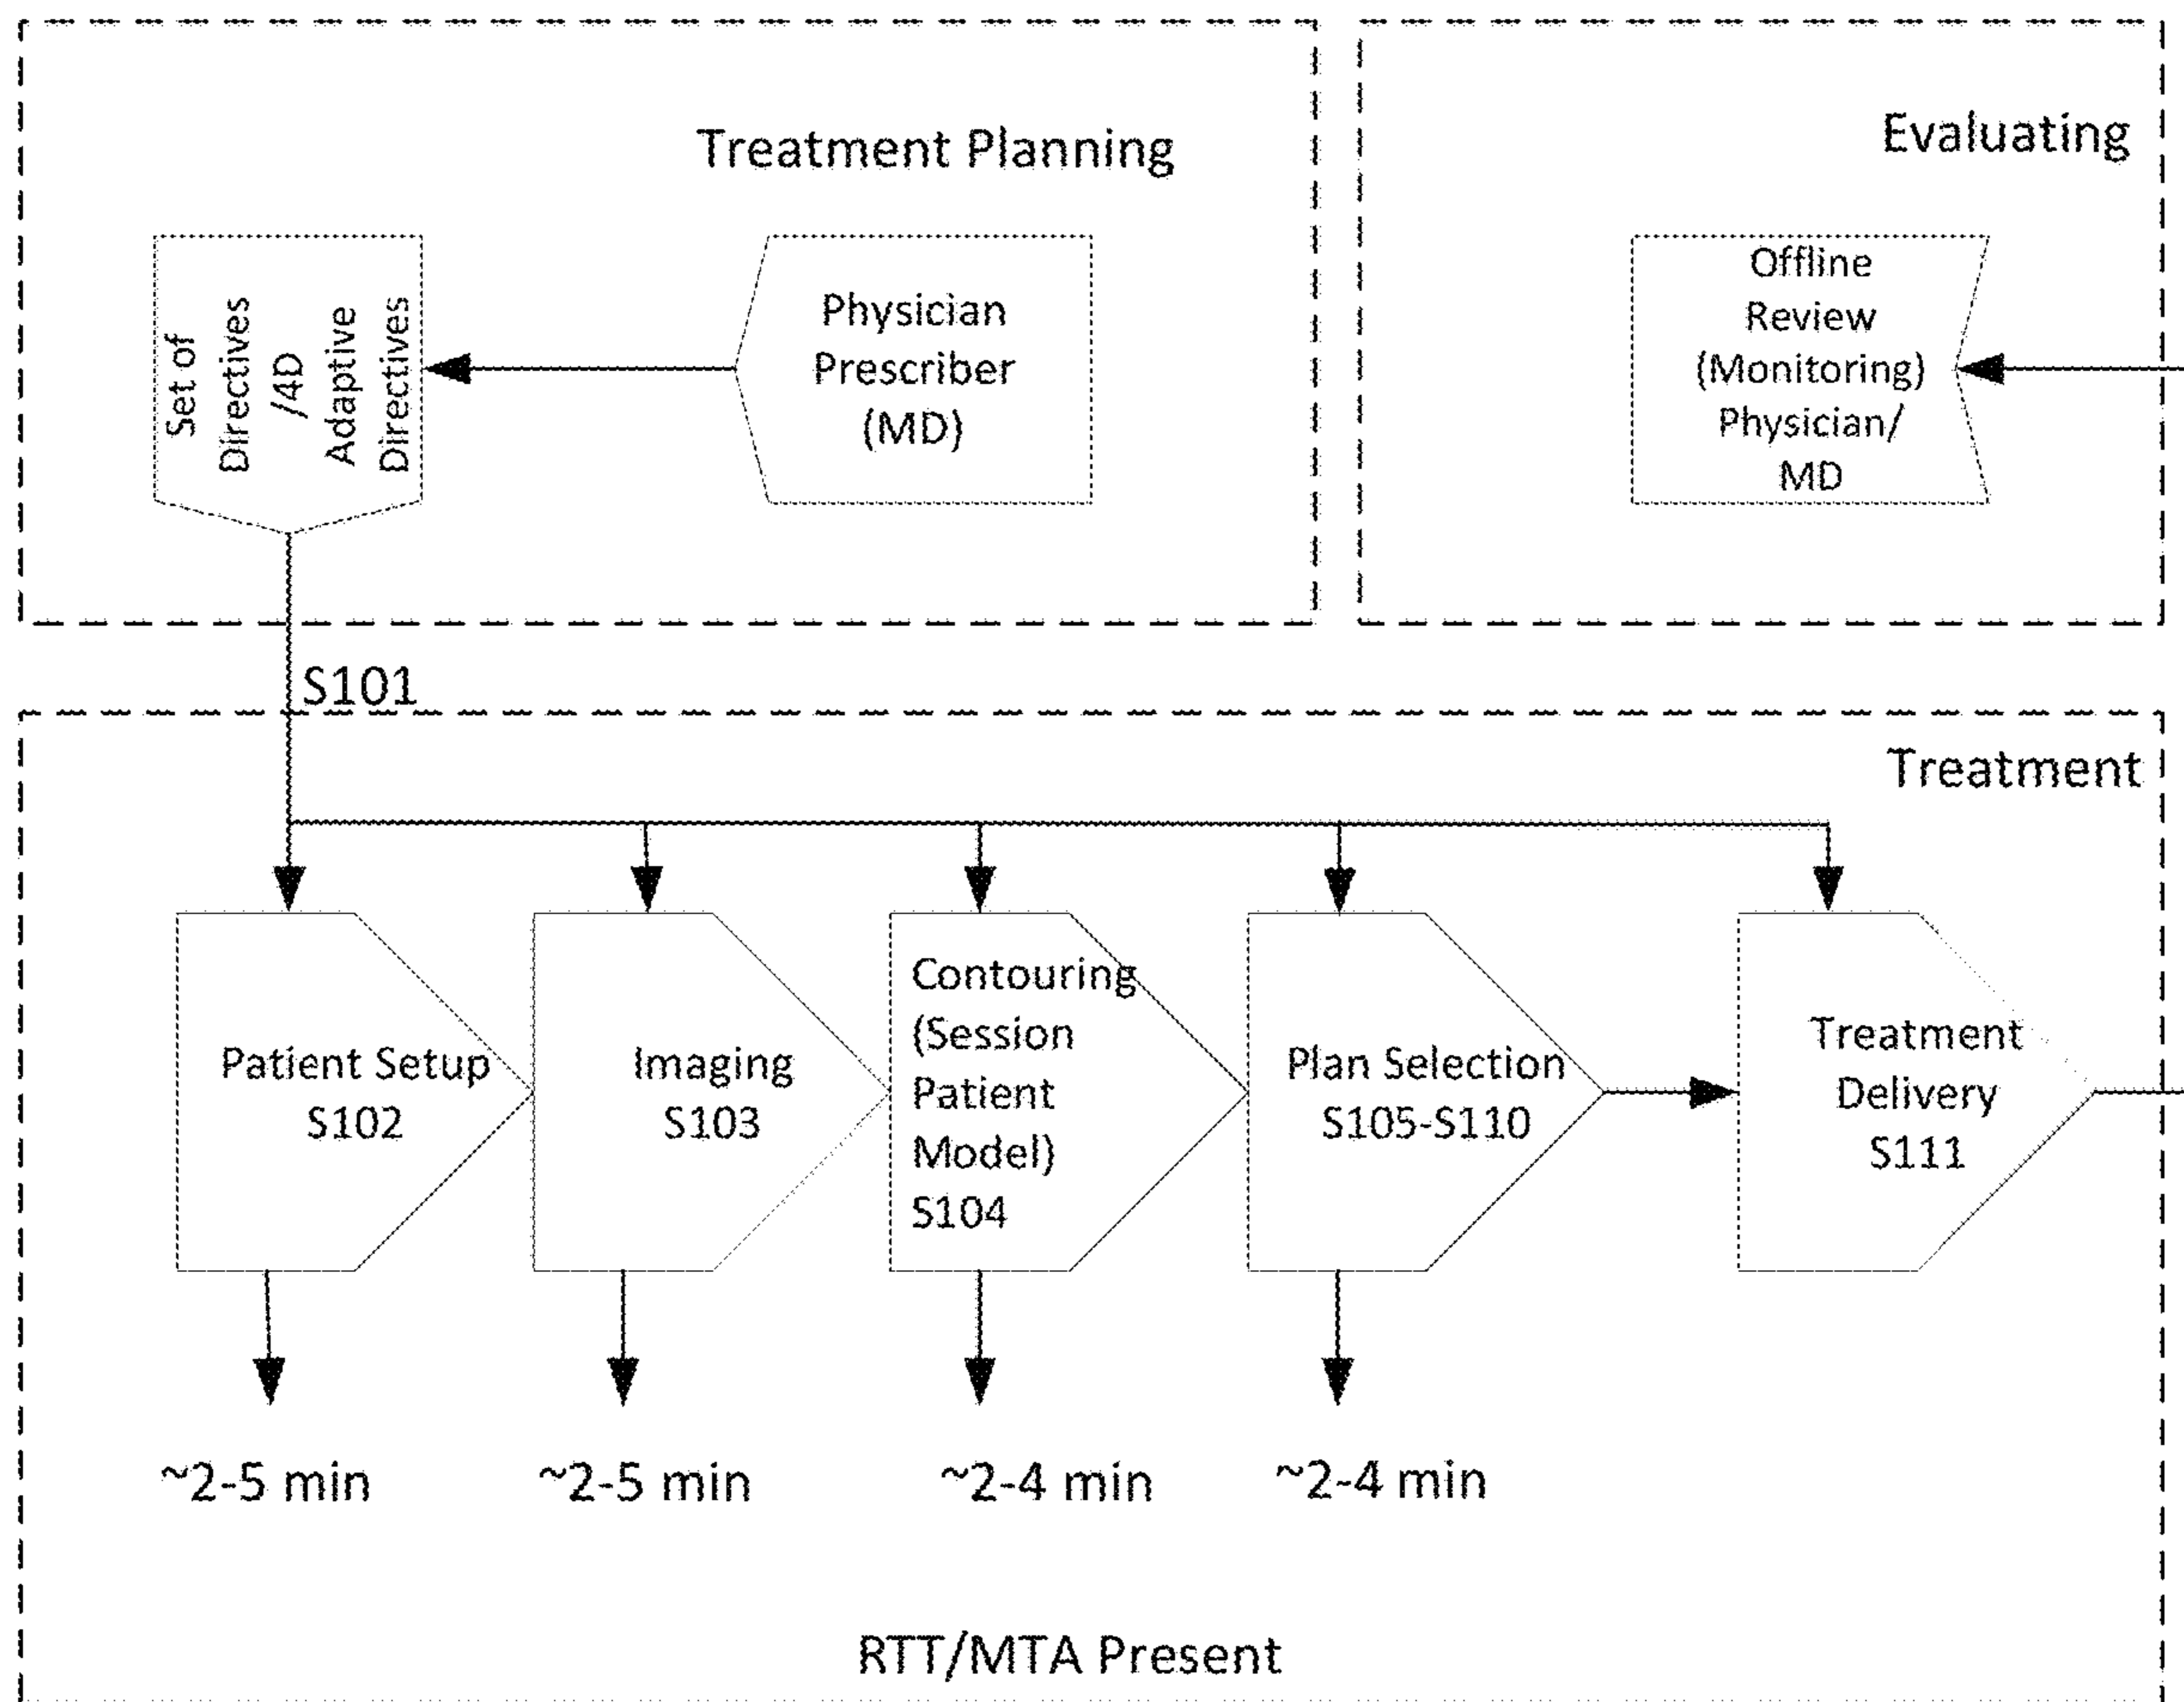 Treatment Planning
Set of
Directives
/4D
Adaptive
Directives
Physician
Prescriber
(MD)
Evaluating
Offline
Review
(Monitoring)
Physician/
MD
S101
Treatment
Patient Setup
S102
Imaging
S103
Contouring
(Session
Patient
Model)
S104
Plan Selection
S105-S110
Treatment
Delivery
S111
~2-5 min
~2-5 min
~2-4 min
~2-4 min
RTT/MTA Present